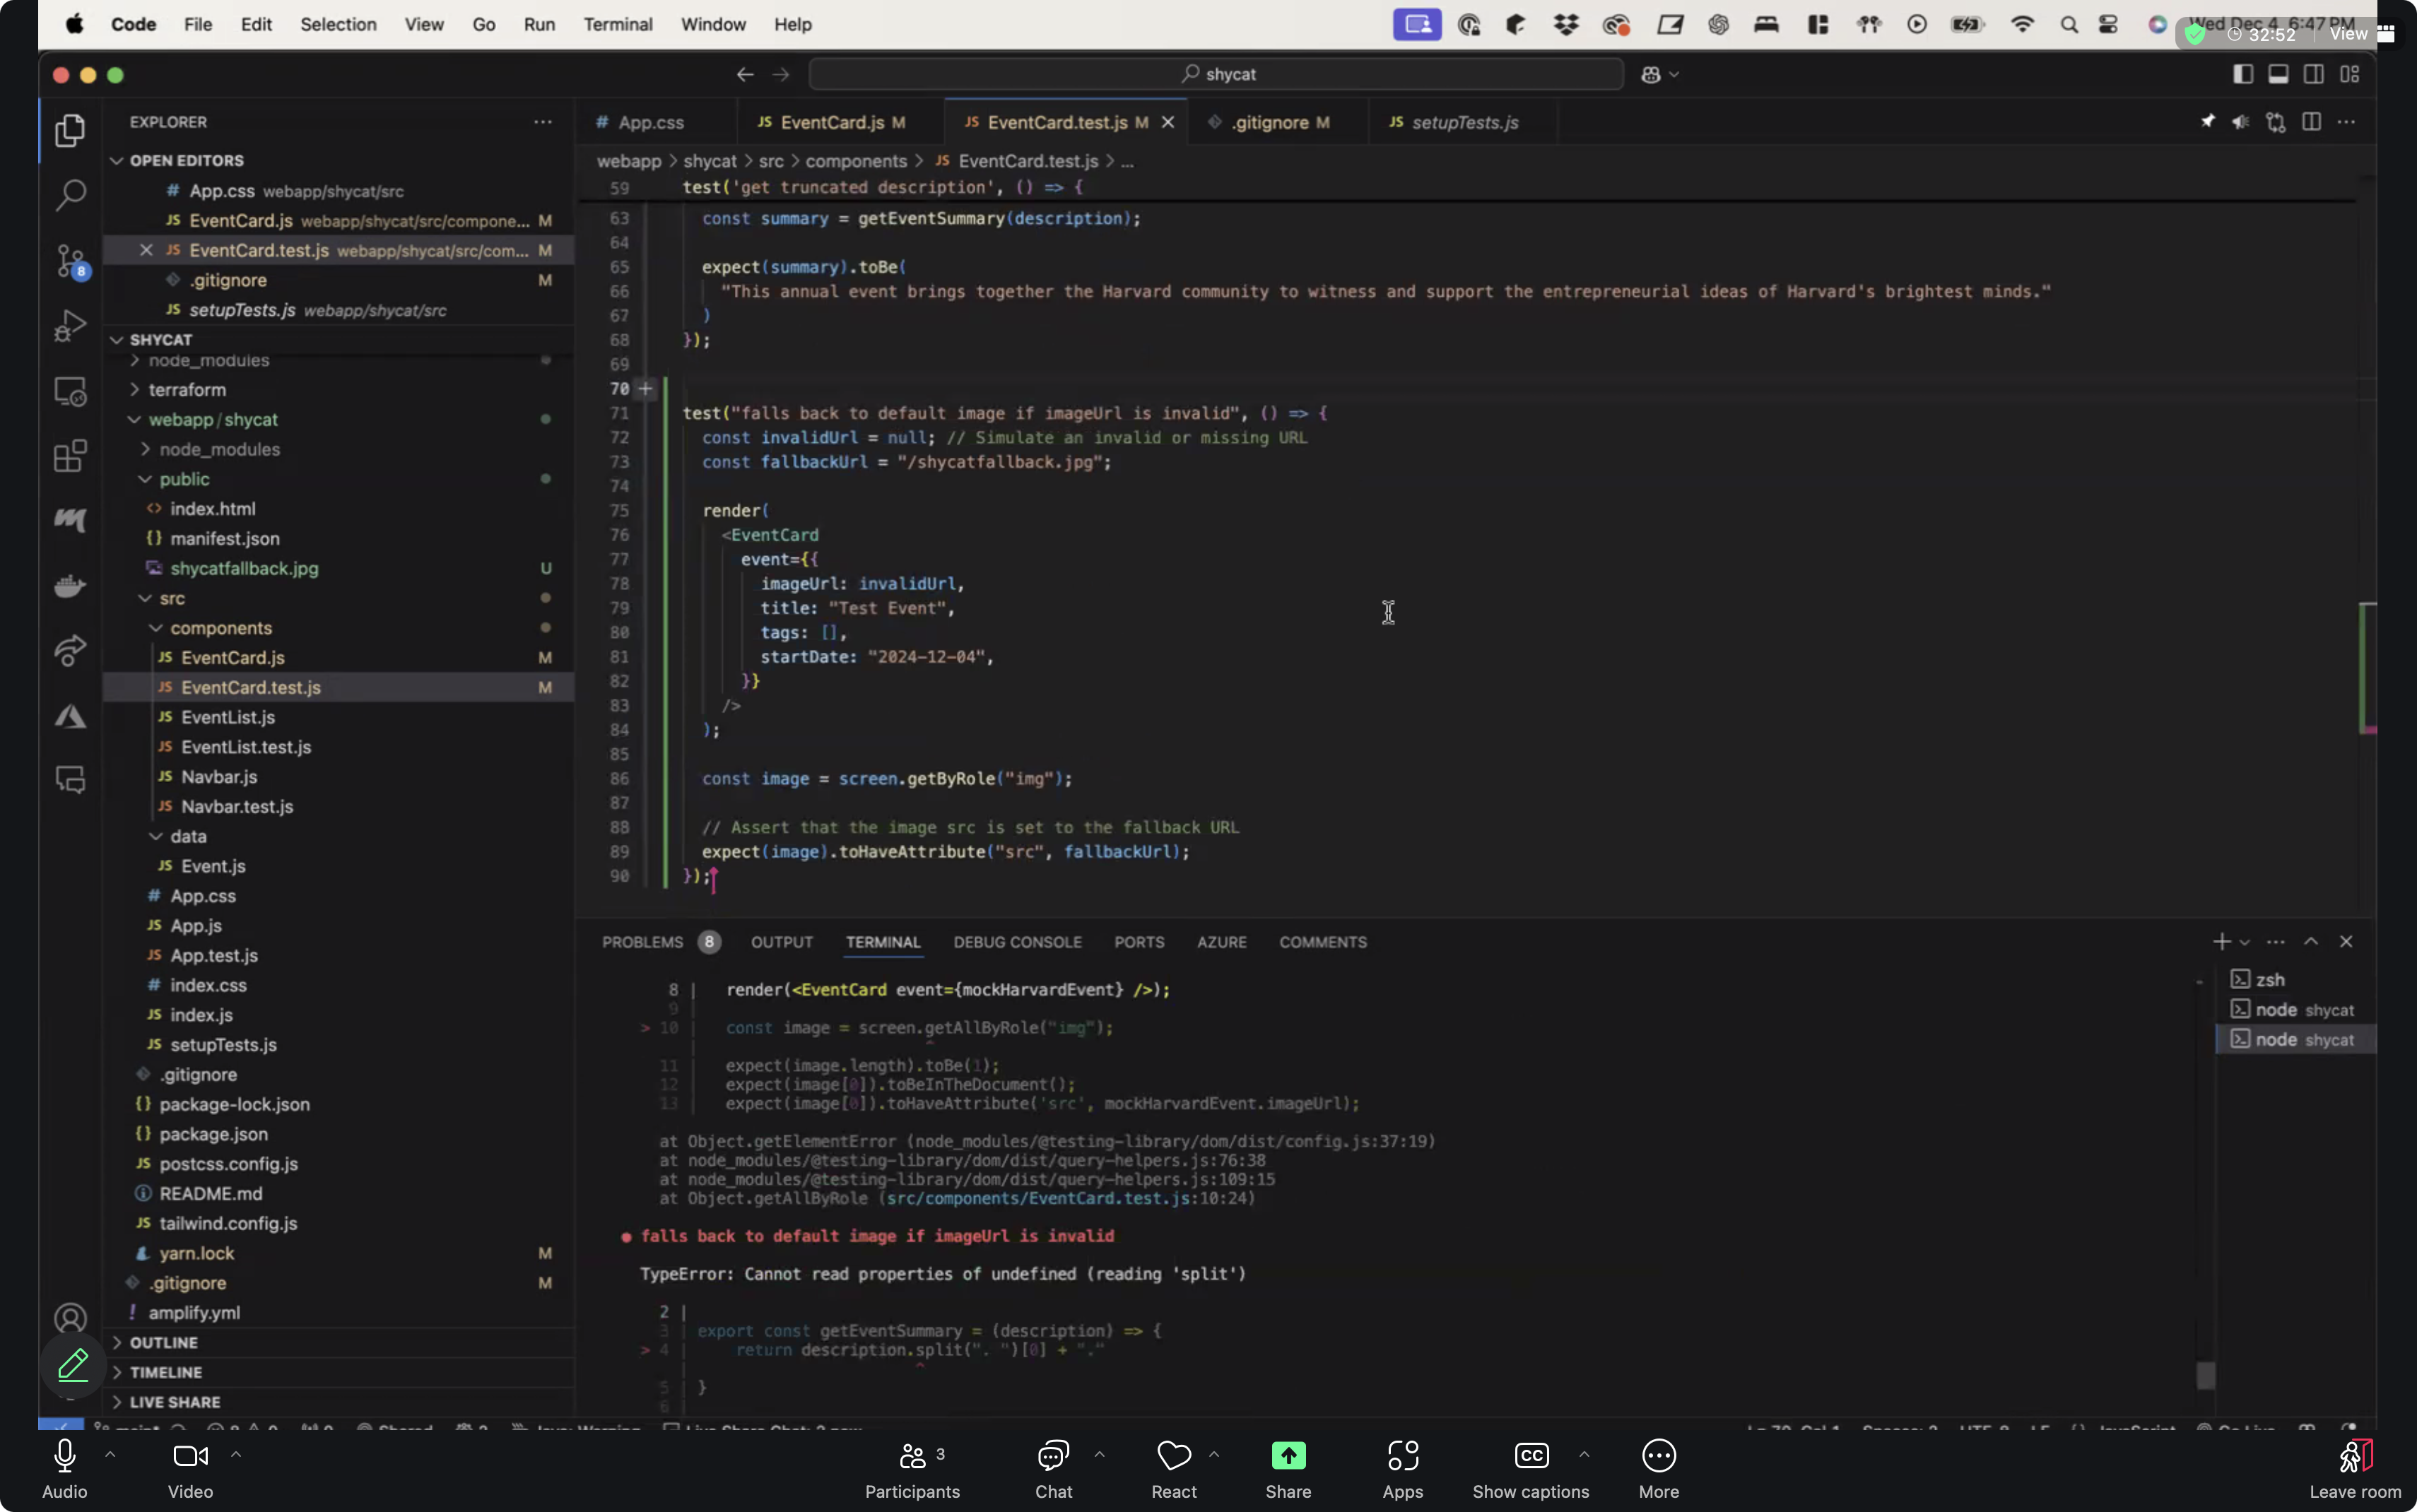 Code File Edit Selection View Go Run Terminal Window Help
Wed Dec 4 6:47 PM
32:52 View
shycat
EXPLORER
App.css
EventCard.js M
EventCard.test.js M
.gitignore M
setupTests.js
OPEN EDITORS
App.css webapp/shycat/src
EventCard.js webapp/shycat/src/compone... M
EventCard.test.js webapp/shycat/src/com... M
.gitignore M
setupTests.js webapp/shycat/src
8
SHYCAT
node_modules
terraform
webapp/shycat
node_modules
public
index.html
manifest.json
shycatfallback.jpg U
src
components
EventCard.js M
EventCard.test.js M
EventList.js
EventList.test.js
Navbar.js
Navbar.test.js
data
Event.js
App.css
App.js
App.test.js
index.css
index.js
setupTests.js
.gitignore
package-lock.json
package.json
postcss.config.js
README.md
tailwind.config.js
yarn.lock M
.gitignore M
amplify.yml
OUTLINE
TIMELINE
LIVE SHARE
webapp > shycat > src > components > JS EventCard.test.js > ...
59 test('get truncated description', () => {
63 const summary = getEventSummary(description);
64
65 expect(summary).toBe(
66 "This annual event brings together the Harvard community to witness and support the entrepreneurial ideas of Harvard's brightest minds."
67 )
68 });
69
70
71 test("falls back to default image if imageUrl is invalid", () => {
72 const invalidUrl = null; // Simulate an invalid or missing URL
73 const fallbackUrl = "/shycatfallback.jpg";
74
75 render(
76 <EventCard
77 event={{
78 imageUrl: invalidUrl,
79 title: "Test Event",
80 tags: [],
81 startDate: "2024-12-04",
82 }}
83 />
84 );
85
86 const image = screen.getByRole("img");
87
88 // Assert that the image src is set to the fallback URL
89 expect(image).toHaveAttribute("src", fallbackUrl);
90 });
PROBLEMS 8 OUTPUT TERMINAL DEBUG CONSOLE PORTS AZURE COMMENTS
8 | render(<EventCard event={mockHarvardEvent} />);
9 |
> 10 | const image = screen.getAllByRole("img");
| ^
11 | expect(image.length).toBe(1);
12 | expect(image[0]).toBeInTheDocument();
13 | expect(image[0]).toHaveAttribute('src', mockHarvardEvent.imageUrl);
at Object.getElementError (node_modules/@testing-library/dom/dist/config.js:37:19)
at node_modules/@testing-library/dom/dist/query-helpers.js:76:38
at node_modules/@testing-library/dom/dist/query-helpers.js:109:15
at Object.getAllByRole (src/components/EventCard.test.js:10:24)
● falls back to default image if imageUrl is invalid
TypeError: Cannot read properties of undefined (reading 'split')
2 |
3 | export const getEventSummary = (description) => {
> 4 | return description.split(". ")[0] + "."
| ^
5 | }
6
zsh
node shycat
node shycat
Audio
Video
3
Participants
Chat
React
Share
Apps
CC
Show captions
More
Leave room